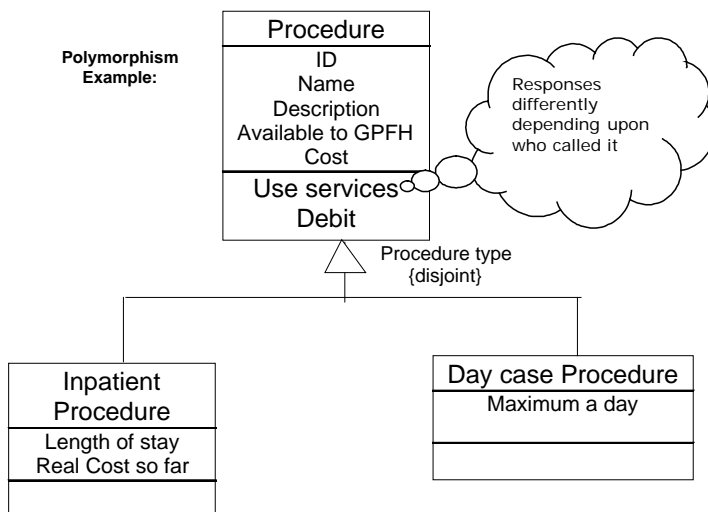 Polymorphism
Example:
Procedure
ID
Name
Description
Available to GPFH
Cost
Use services
Debit
Responses
differently
depending upon
who called it
Procedure type
{disjoint}
Inpatient
Procedure
Length of stay
Real Cost so far
Day case Procedure
Maximum a day